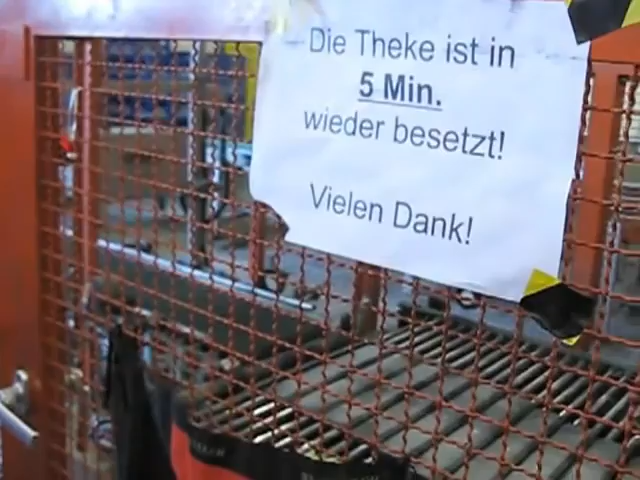 Die Theke ist in
5 Min.
wieder besetzt!
Vielen Dank!